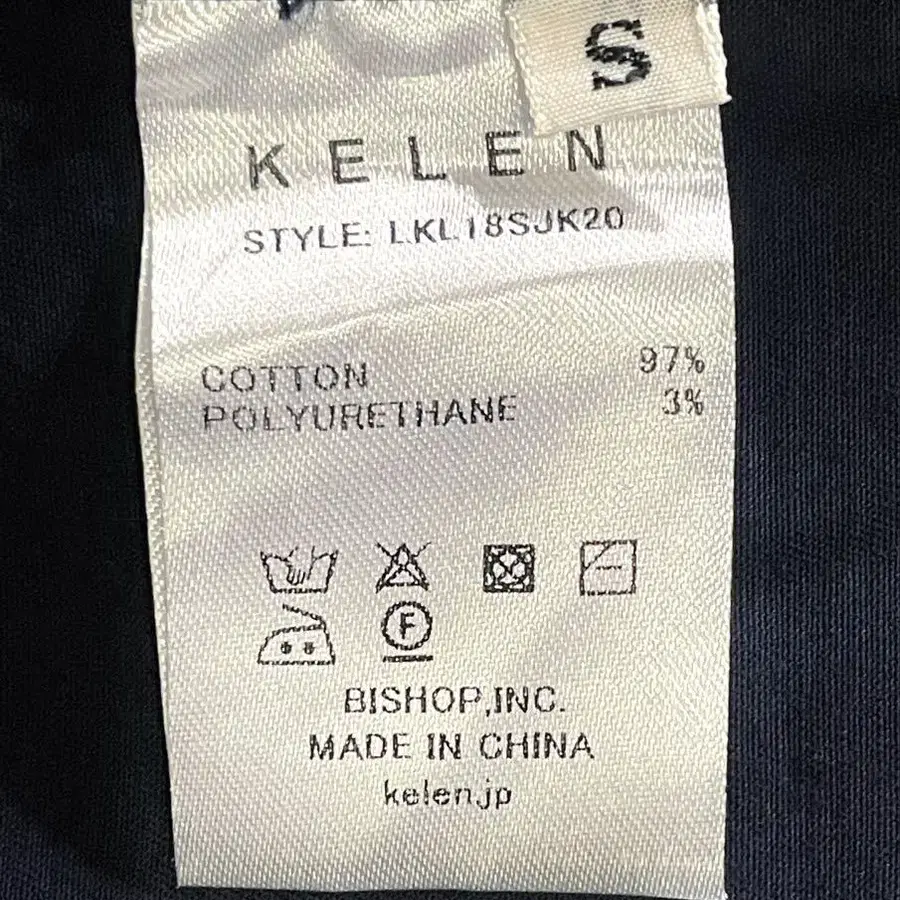 S
KELEN
STYLE: LKL18SJK20
COTTON 97%
POLYURETHANE 3%
F
BISHOP,INC.
MADE IN CHINA
kelen.jp